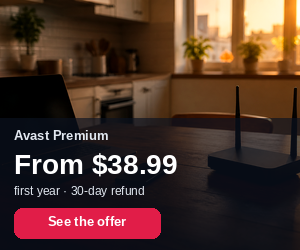 Avast Premium
From $38.99
first year · 30-day refund
See the offer